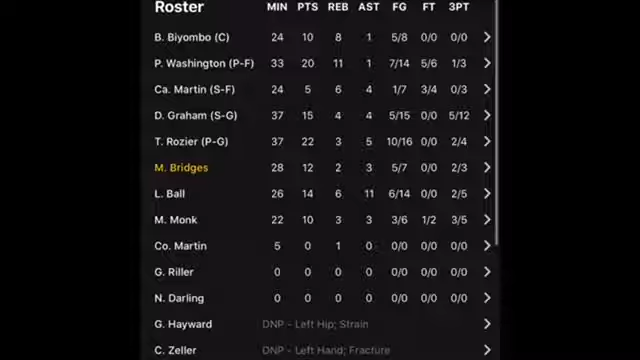 Roster MIN PTS REB AST FG FT 3PT
B. Biyombo (C) 24 10 8 1 5/8 0/0 0/0
P. Washington (P-F) 33 20 11 1 7/14 5/6 1/3
Ca. Martin (S-F) 24 5 6 4 1/7 3/4 0/3
D. Graham (S-G) 37 15 4 4 5/15 0/0 5/12
T. Rozier (P-G) 37 22 3 5 10/16 0/0 2/4
M. Bridges 28 12 2 3 5/7 0/0 2/3
L. Ball 26 14 6 11 6/14 0/0 2/5
M. Monk 22 10 3 3 3/6 1/2 3/5
Co. Martin 5 0 1 0 0/0 0/0 0/0
G. Riller 0 0 0 0 0/0 0/0 0/0
N. Darling 0 0 0 0 0/0 0/0 0/0
G. Hayward DNP - Left Hip; Strain
C. Zeller DNP - Left Hand; Fracture